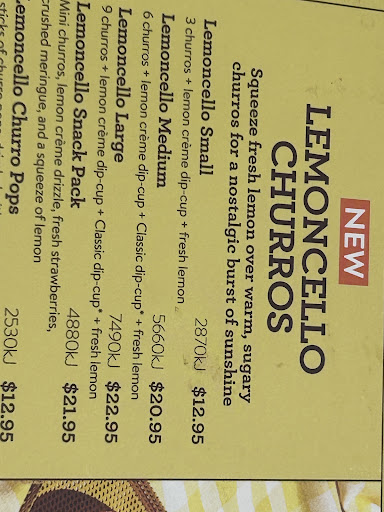 NEW
LEMONCELLO
CHURROS
Squeeze fresh lemon over warm, sugary
churros for a nostalgic burst of sunshine
Lemoncello Small 2870kJ $12.95
3 churros + lemon crème dip-cup + fresh lemon
Lemoncello Medium 5660kJ $20.95
6 churros + lemon crème dip-cup + Classic dip-cup* + fresh lemon
Lemoncello Large 7490kJ $22.95
9 churros + lemon crème dip-cup + Classic dip-cup* + fresh lemon
Lemoncello Snack Pack 4880kJ $21.95
Mini churros, lemon crème drizzle, fresh strawberries,
crushed meringue, and a squeeze of lemon
Lemoncello Churro Pops 2530kJ $12.95